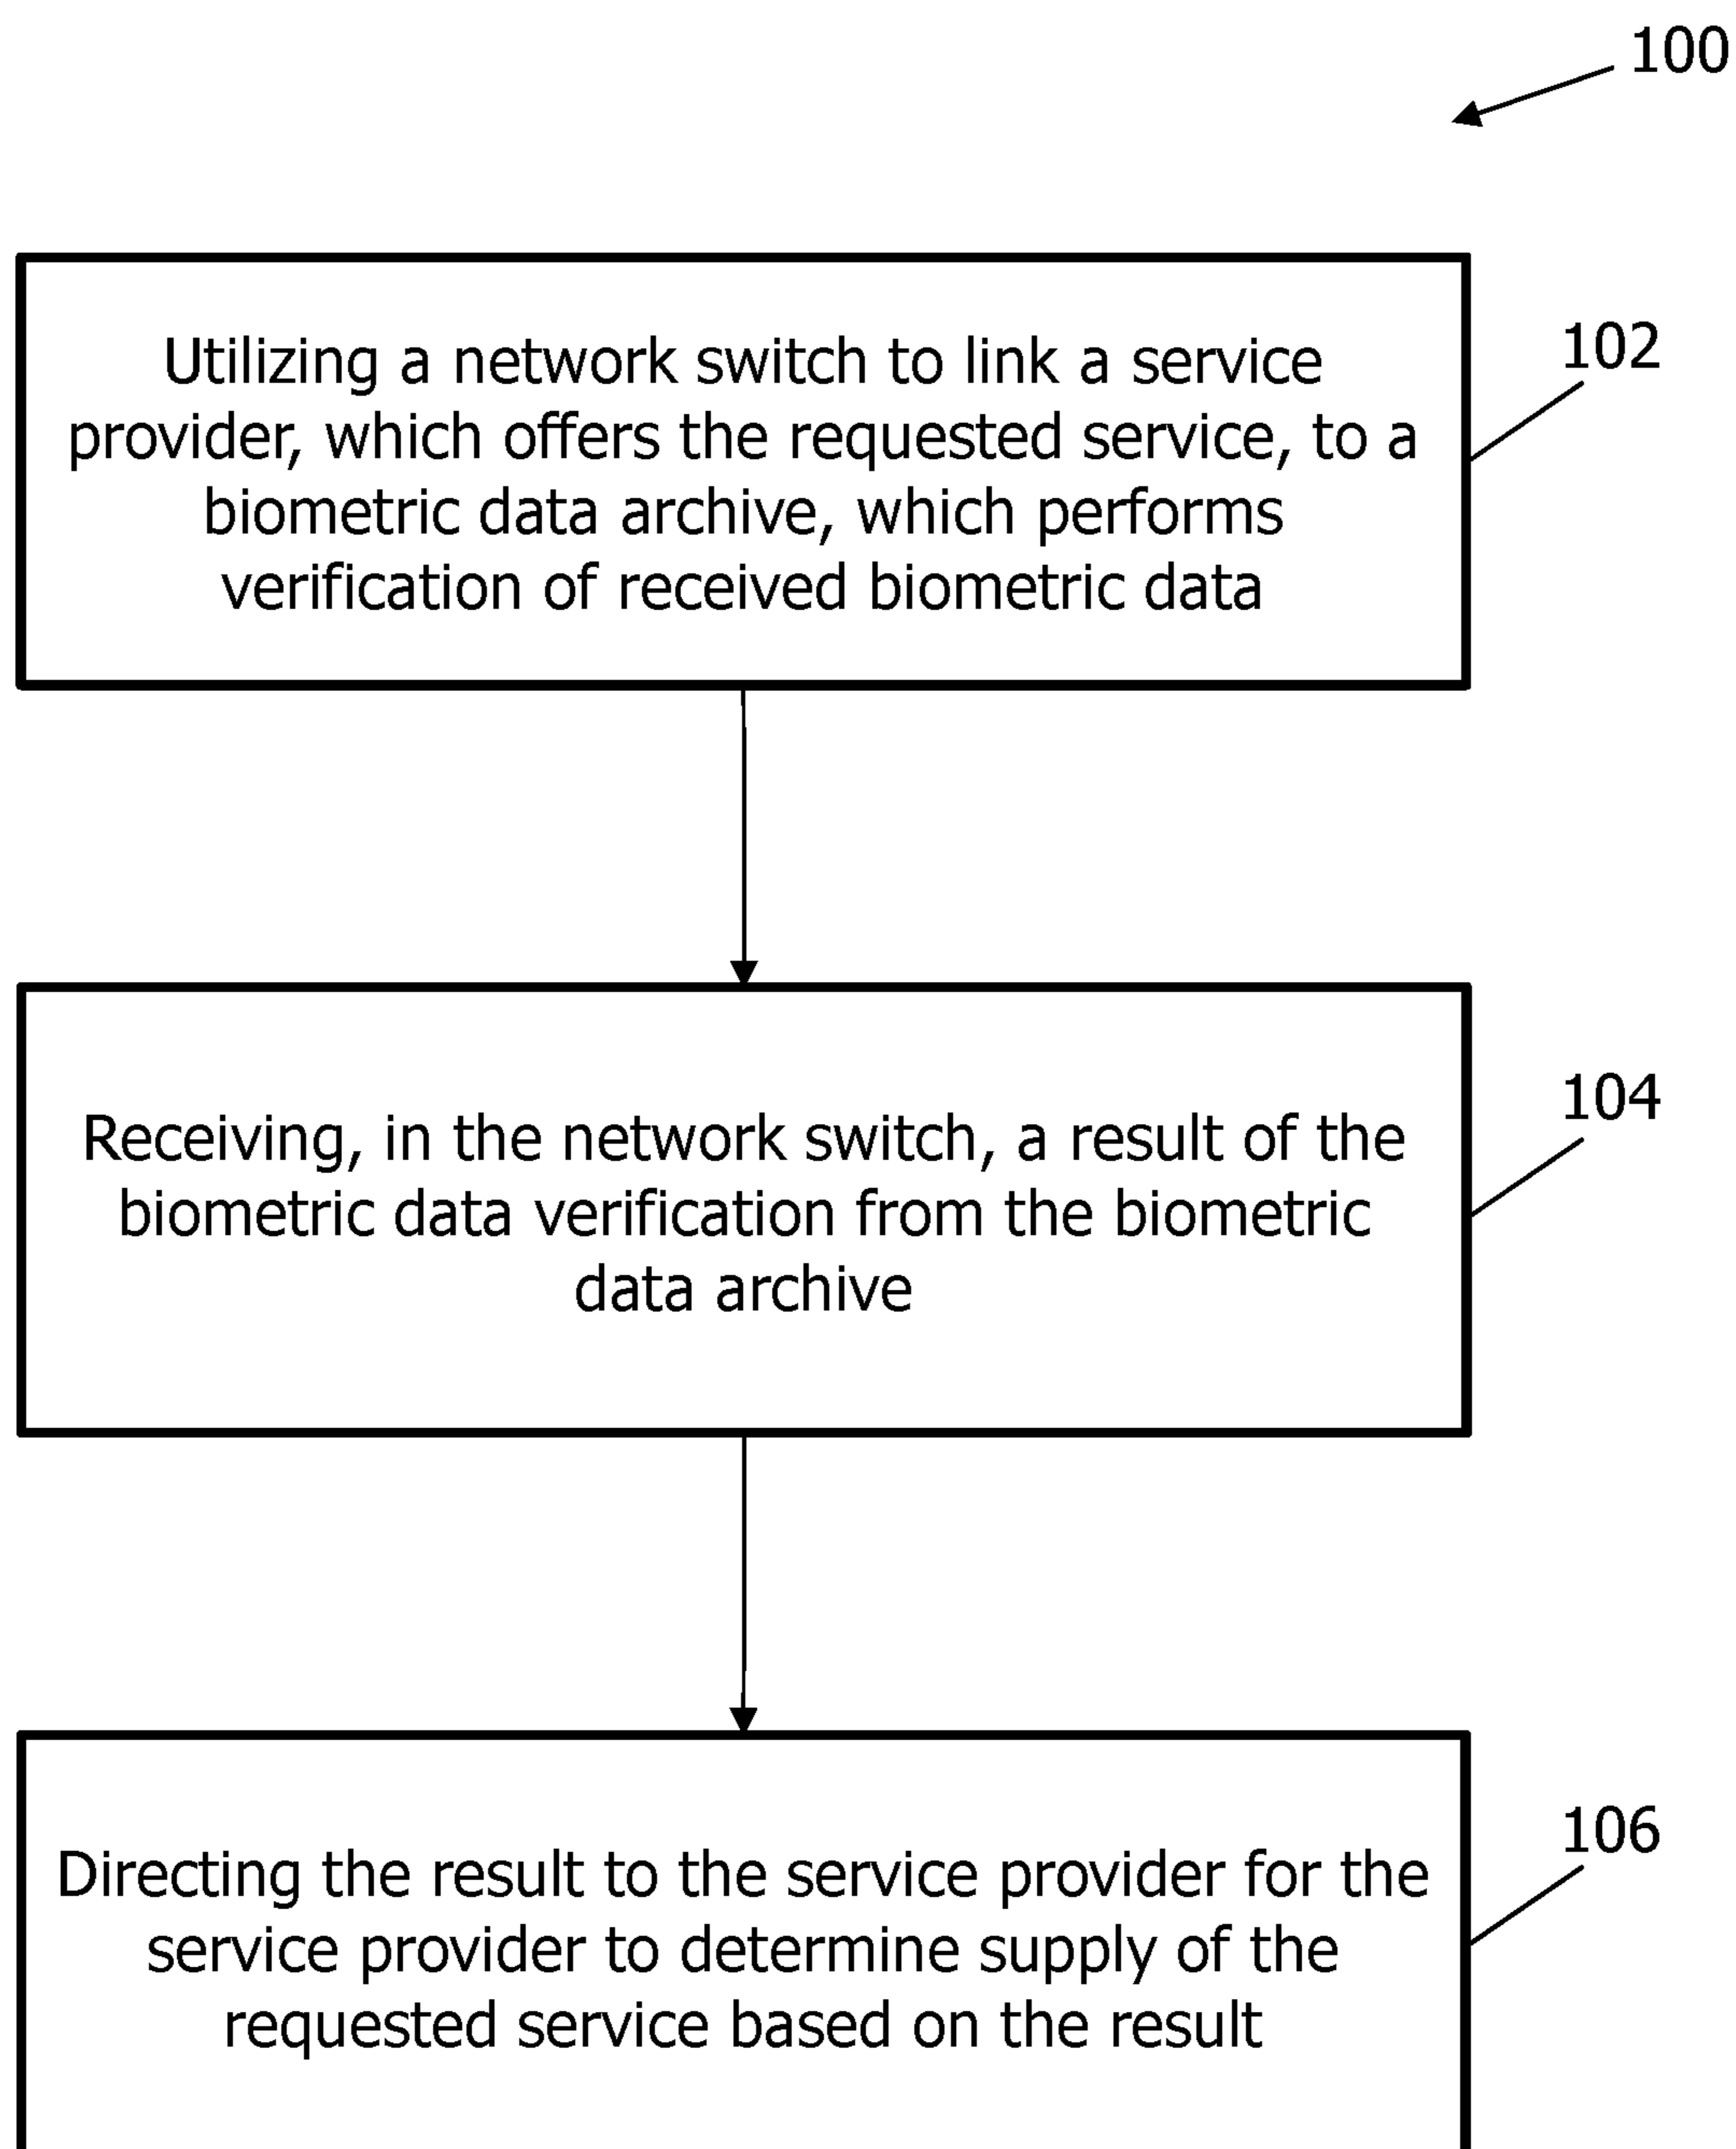 100
Utilizing a network switch to link a service
provider, which offers the requested service, to a
biometric data archive, which performs
verification of received biometric data
102
Receiving, in the network switch, a result of the
biometric data verification from the biometric
data archive
104
Directing the result to the service provider for the
service provider to determine supply of the
requested service based on the result
106